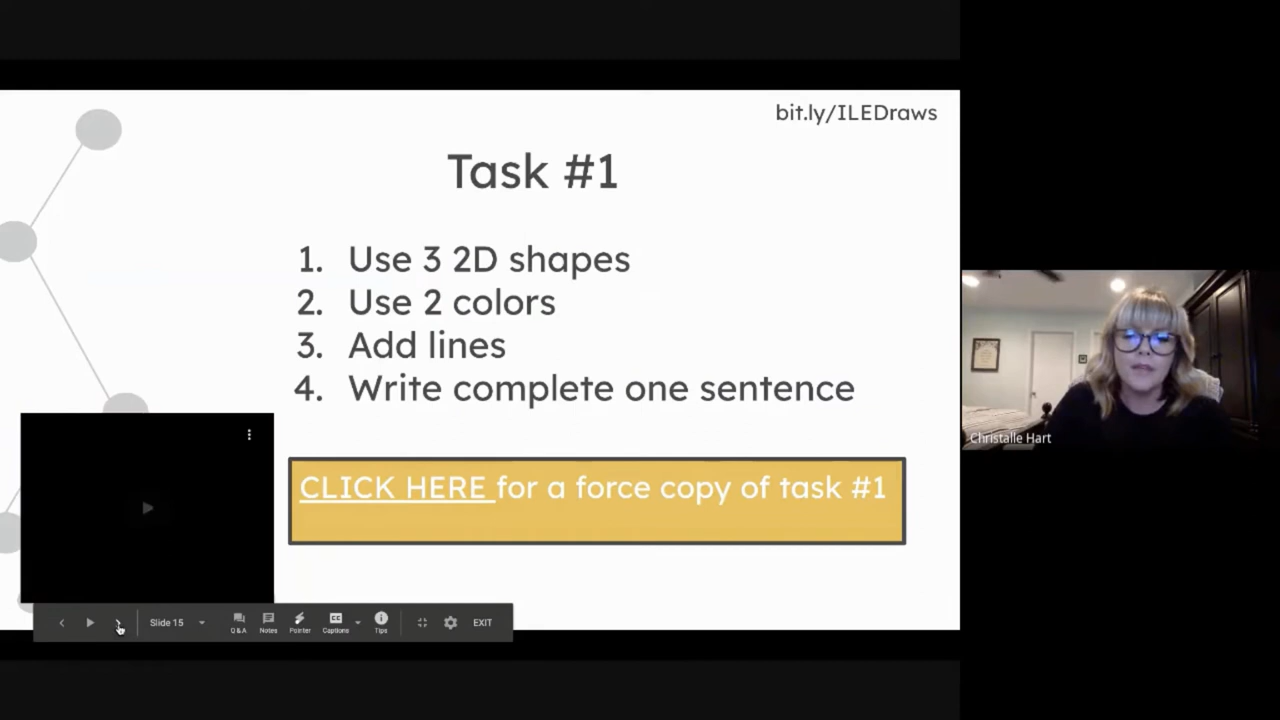 bit.ly/ILEDraws
Task #1
1. Use 3 2D shapes
2. Use 2 colors
3. Add lines
4. Write complete one sentence
CLICK HERE for a force copy of task #1
Christalle Hart
Slide 15
Q&A
Notes
Pointer
CC
Captions
Tips
EXIT